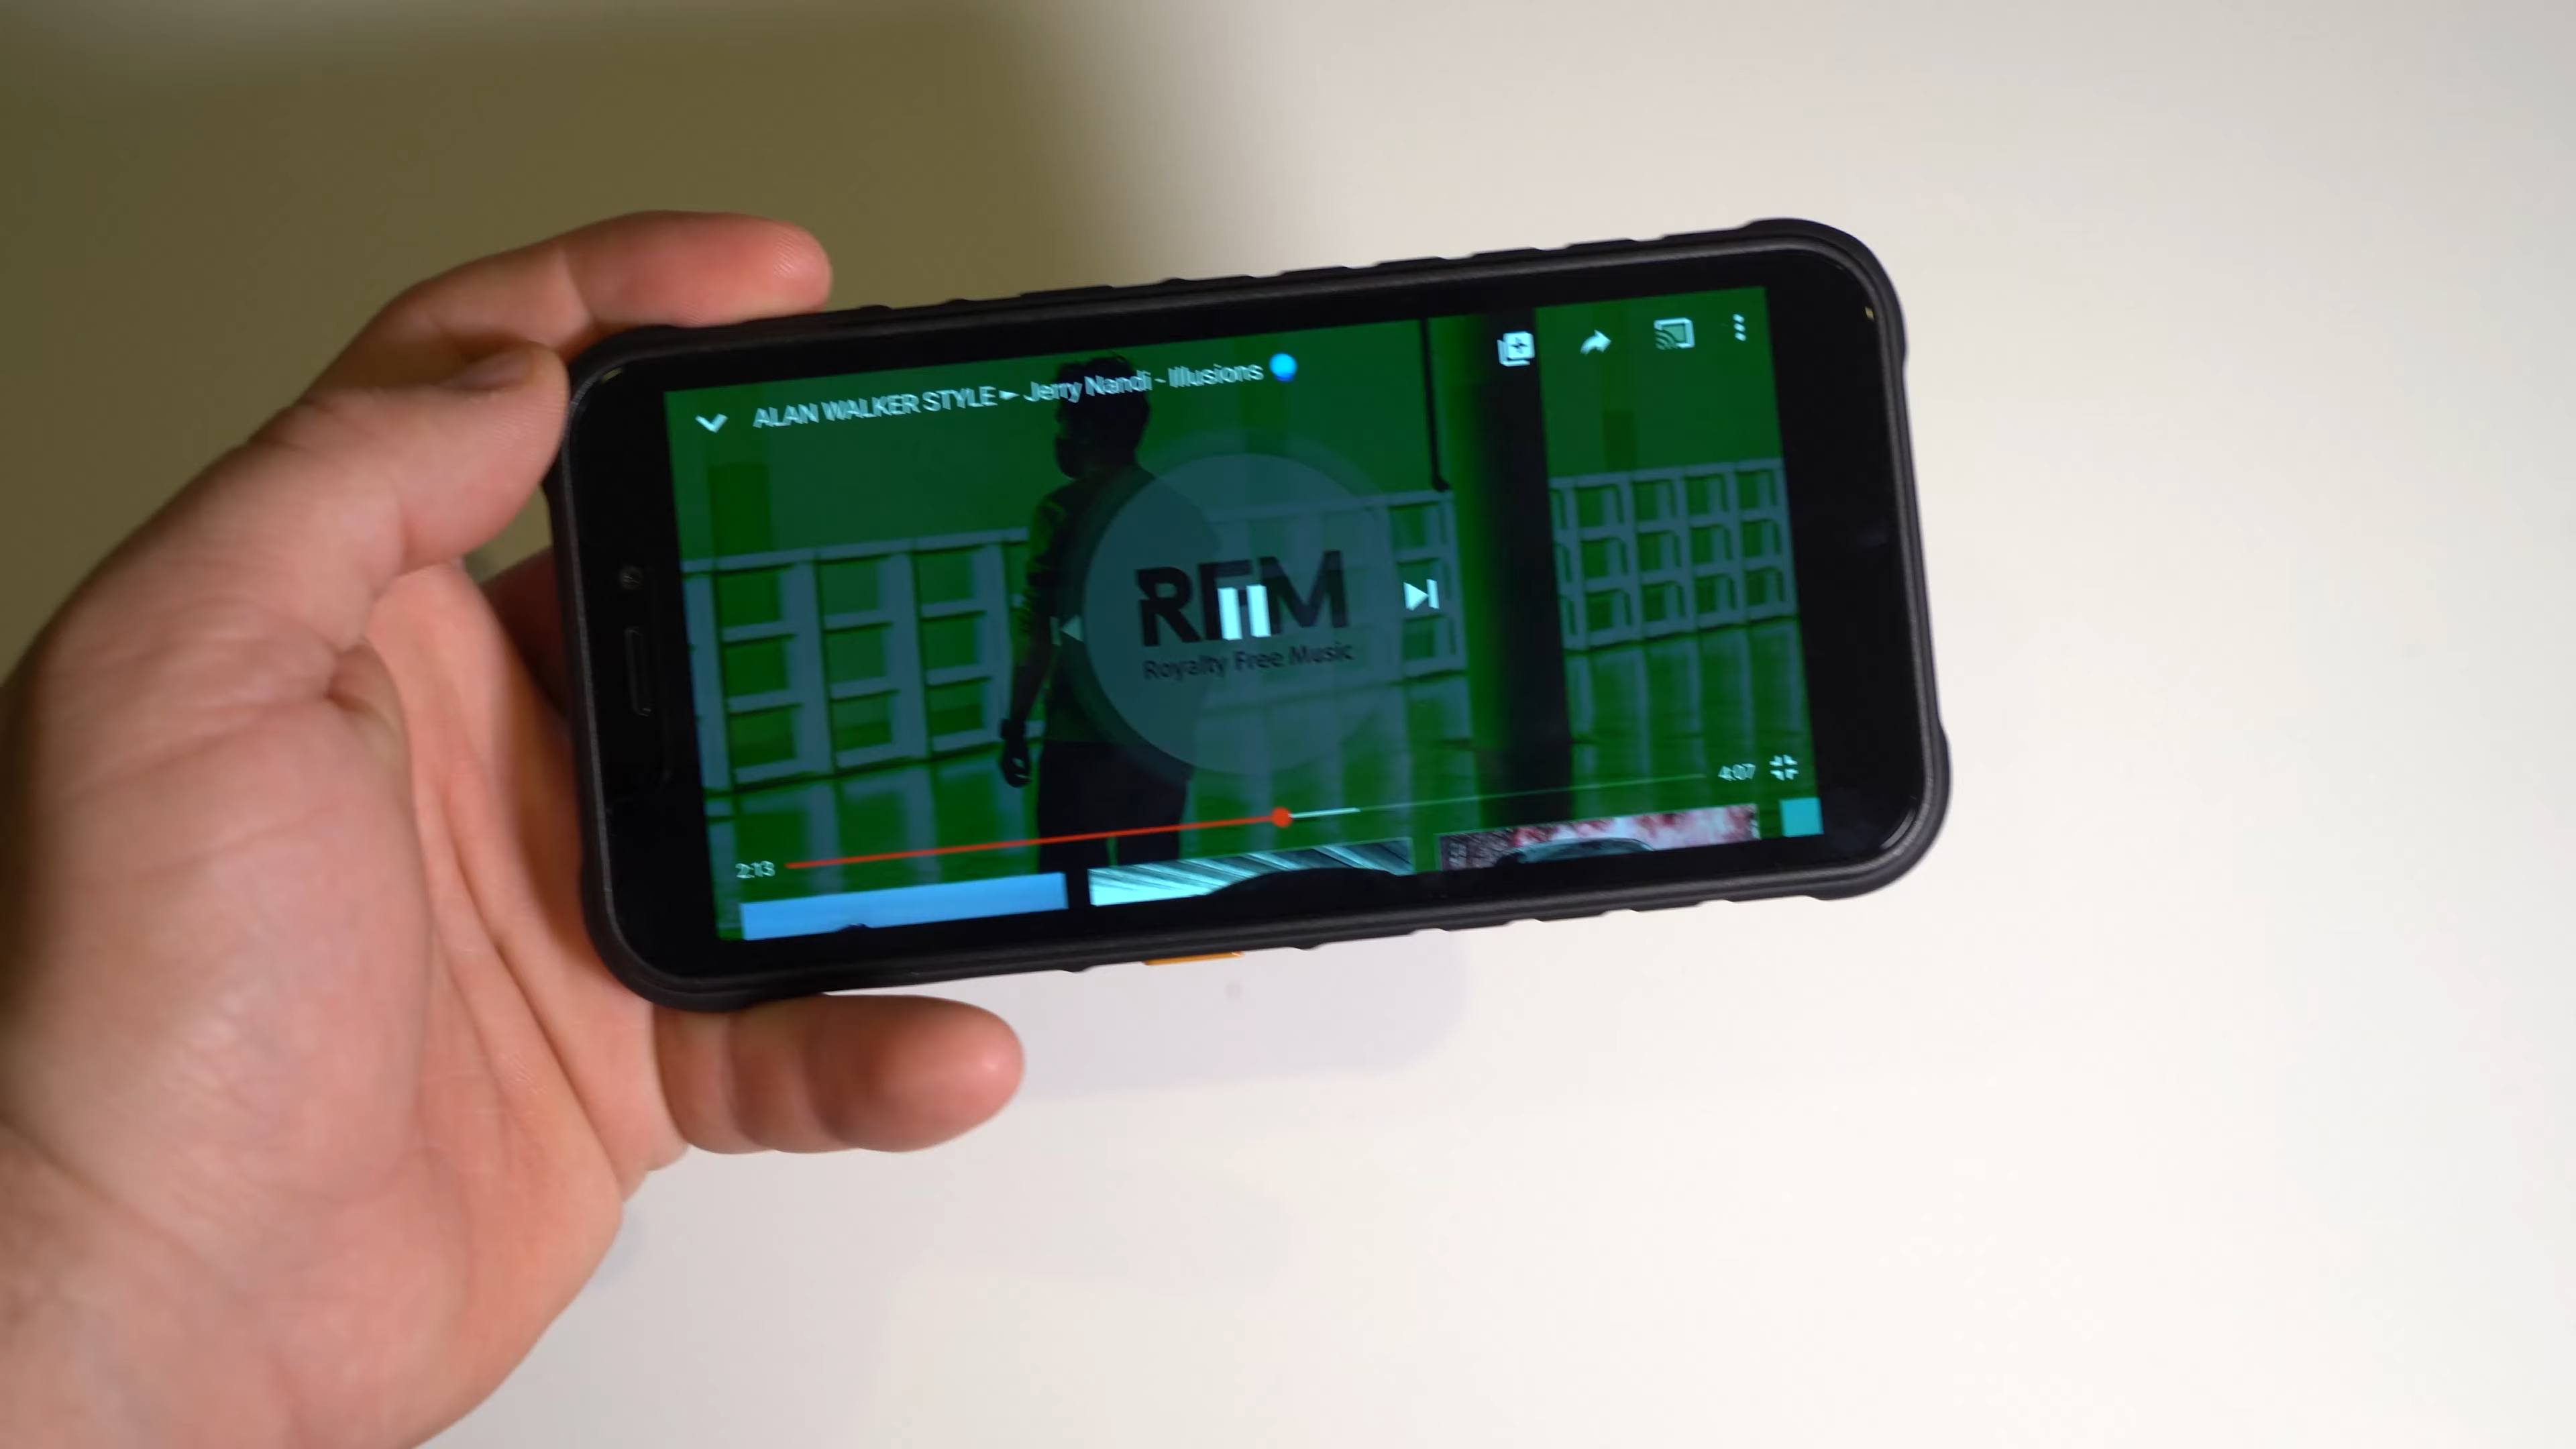 ALAN WALKER STYLE ► Jerry Nandi - Illusions
RFM
Royalty Free Music
4:07
2:13